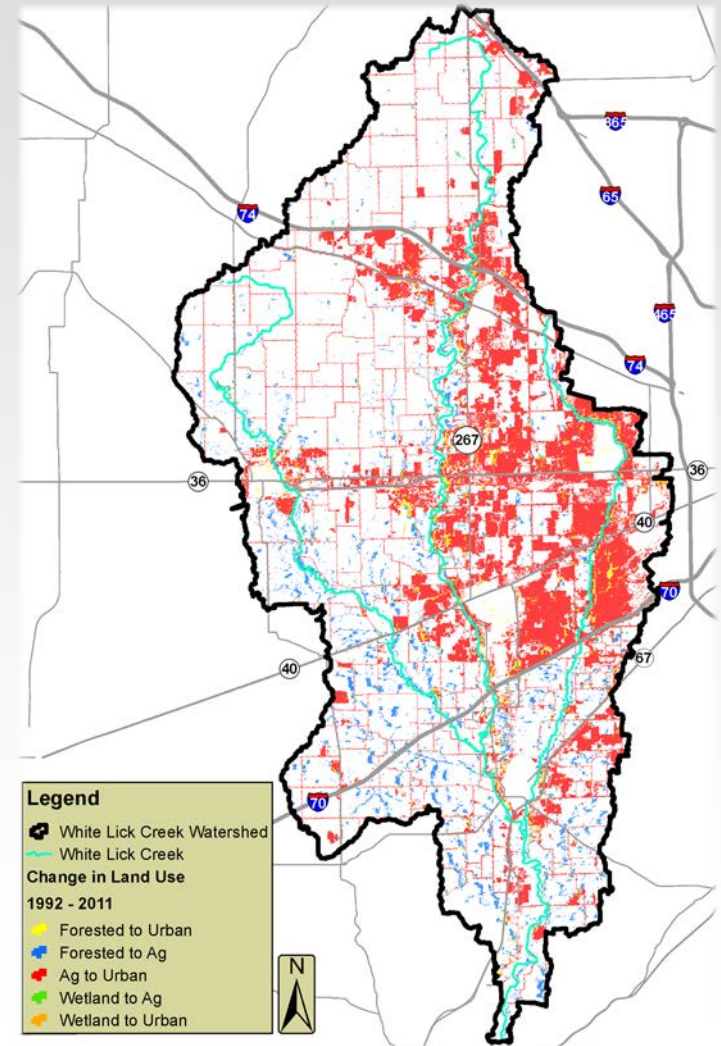 865
65
74
465
74
267
36
36
40
70
67
40
70
Legend
White Lick Creek Watershed
White Lick Creek
Change in Land Use
1992 - 2011
Forested to Urban
Forested to Ag
Ag to Urban
Wetland to Ag
Wetland to Urban
N